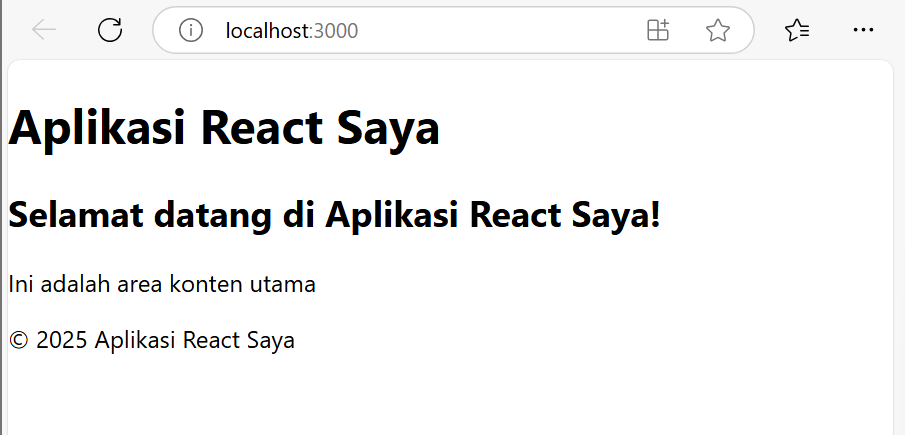 localhost:3000
Aplikasi React Saya
Selamat datang di Aplikasi React Saya!
Ini adalah area konten utama
© 2025 Aplikasi React Saya